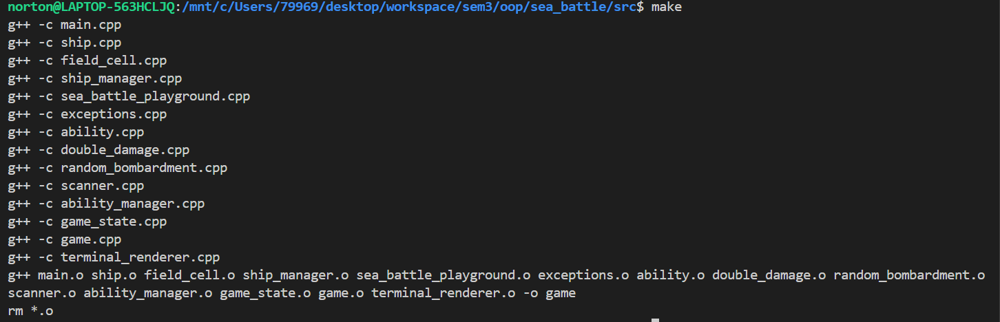 norton@LAPTOP-563HCLJQ:/mnt/c/Users/79969/desktop/workspace/sem3/oop/sea_battle/src$ make
g++ -c main.cpp
g++ -c ship.cpp
g++ -c field_cell.cpp
g++ -c ship_manager.cpp
g++ -c sea_battle_playground.cpp
g++ -c exceptions.cpp
g++ -c ability.cpp
g++ -c double_damage.cpp
g++ -c random_bombardment.cpp
g++ -c scanner.cpp
g++ -c ability_manager.cpp
g++ -c game_state.cpp
g++ -c game.cpp
g++ -c terminal_renderer.cpp
g++ main.o ship.o field_cell.o ship_manager.o sea_battle_playground.o exceptions.o ability.o double_damage.o random_bombardment.o
scanner.o ability_manager.o game_state.o game.o terminal_renderer.o -o game
rm *.o